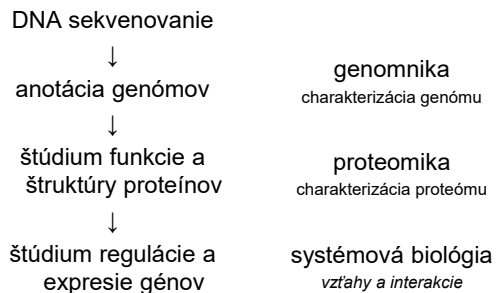 DNA sekvenovanie
↓
anotácia genómov
↓
štúdium funkcie a
štruktúry proteínov
↓
štúdium regulácie a
expresie génov
genomnika
charakterizácia genómu
proteomika
charakterizácia proteómu
systémová biológia
vzťahy a interakcie